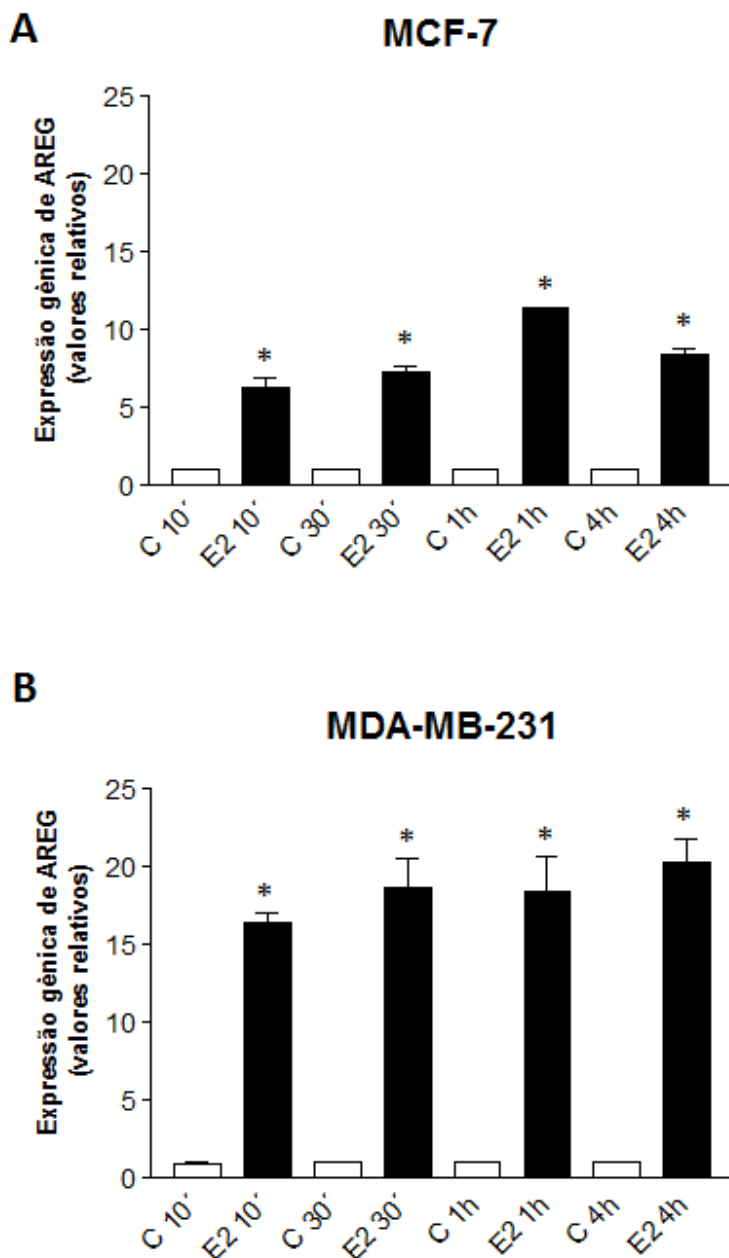 A
MCF-7
Expressão gênica de AREG
(valores relativos)
25
20
15
10
5
0
*
*
*
*
C 10´
E2 10´
C 30´
E2 30´
C 1h
E2 1h
C 4h
E2 4h
B
MDA-MB-231
Expressão gênica de AREG
(valores relativos)
25
20
15
10
5
0
*
*
*
*
C 10´
E2 10´
C 30´
E2 30´
C 1h
E2 1h
C 4h
E2 4h